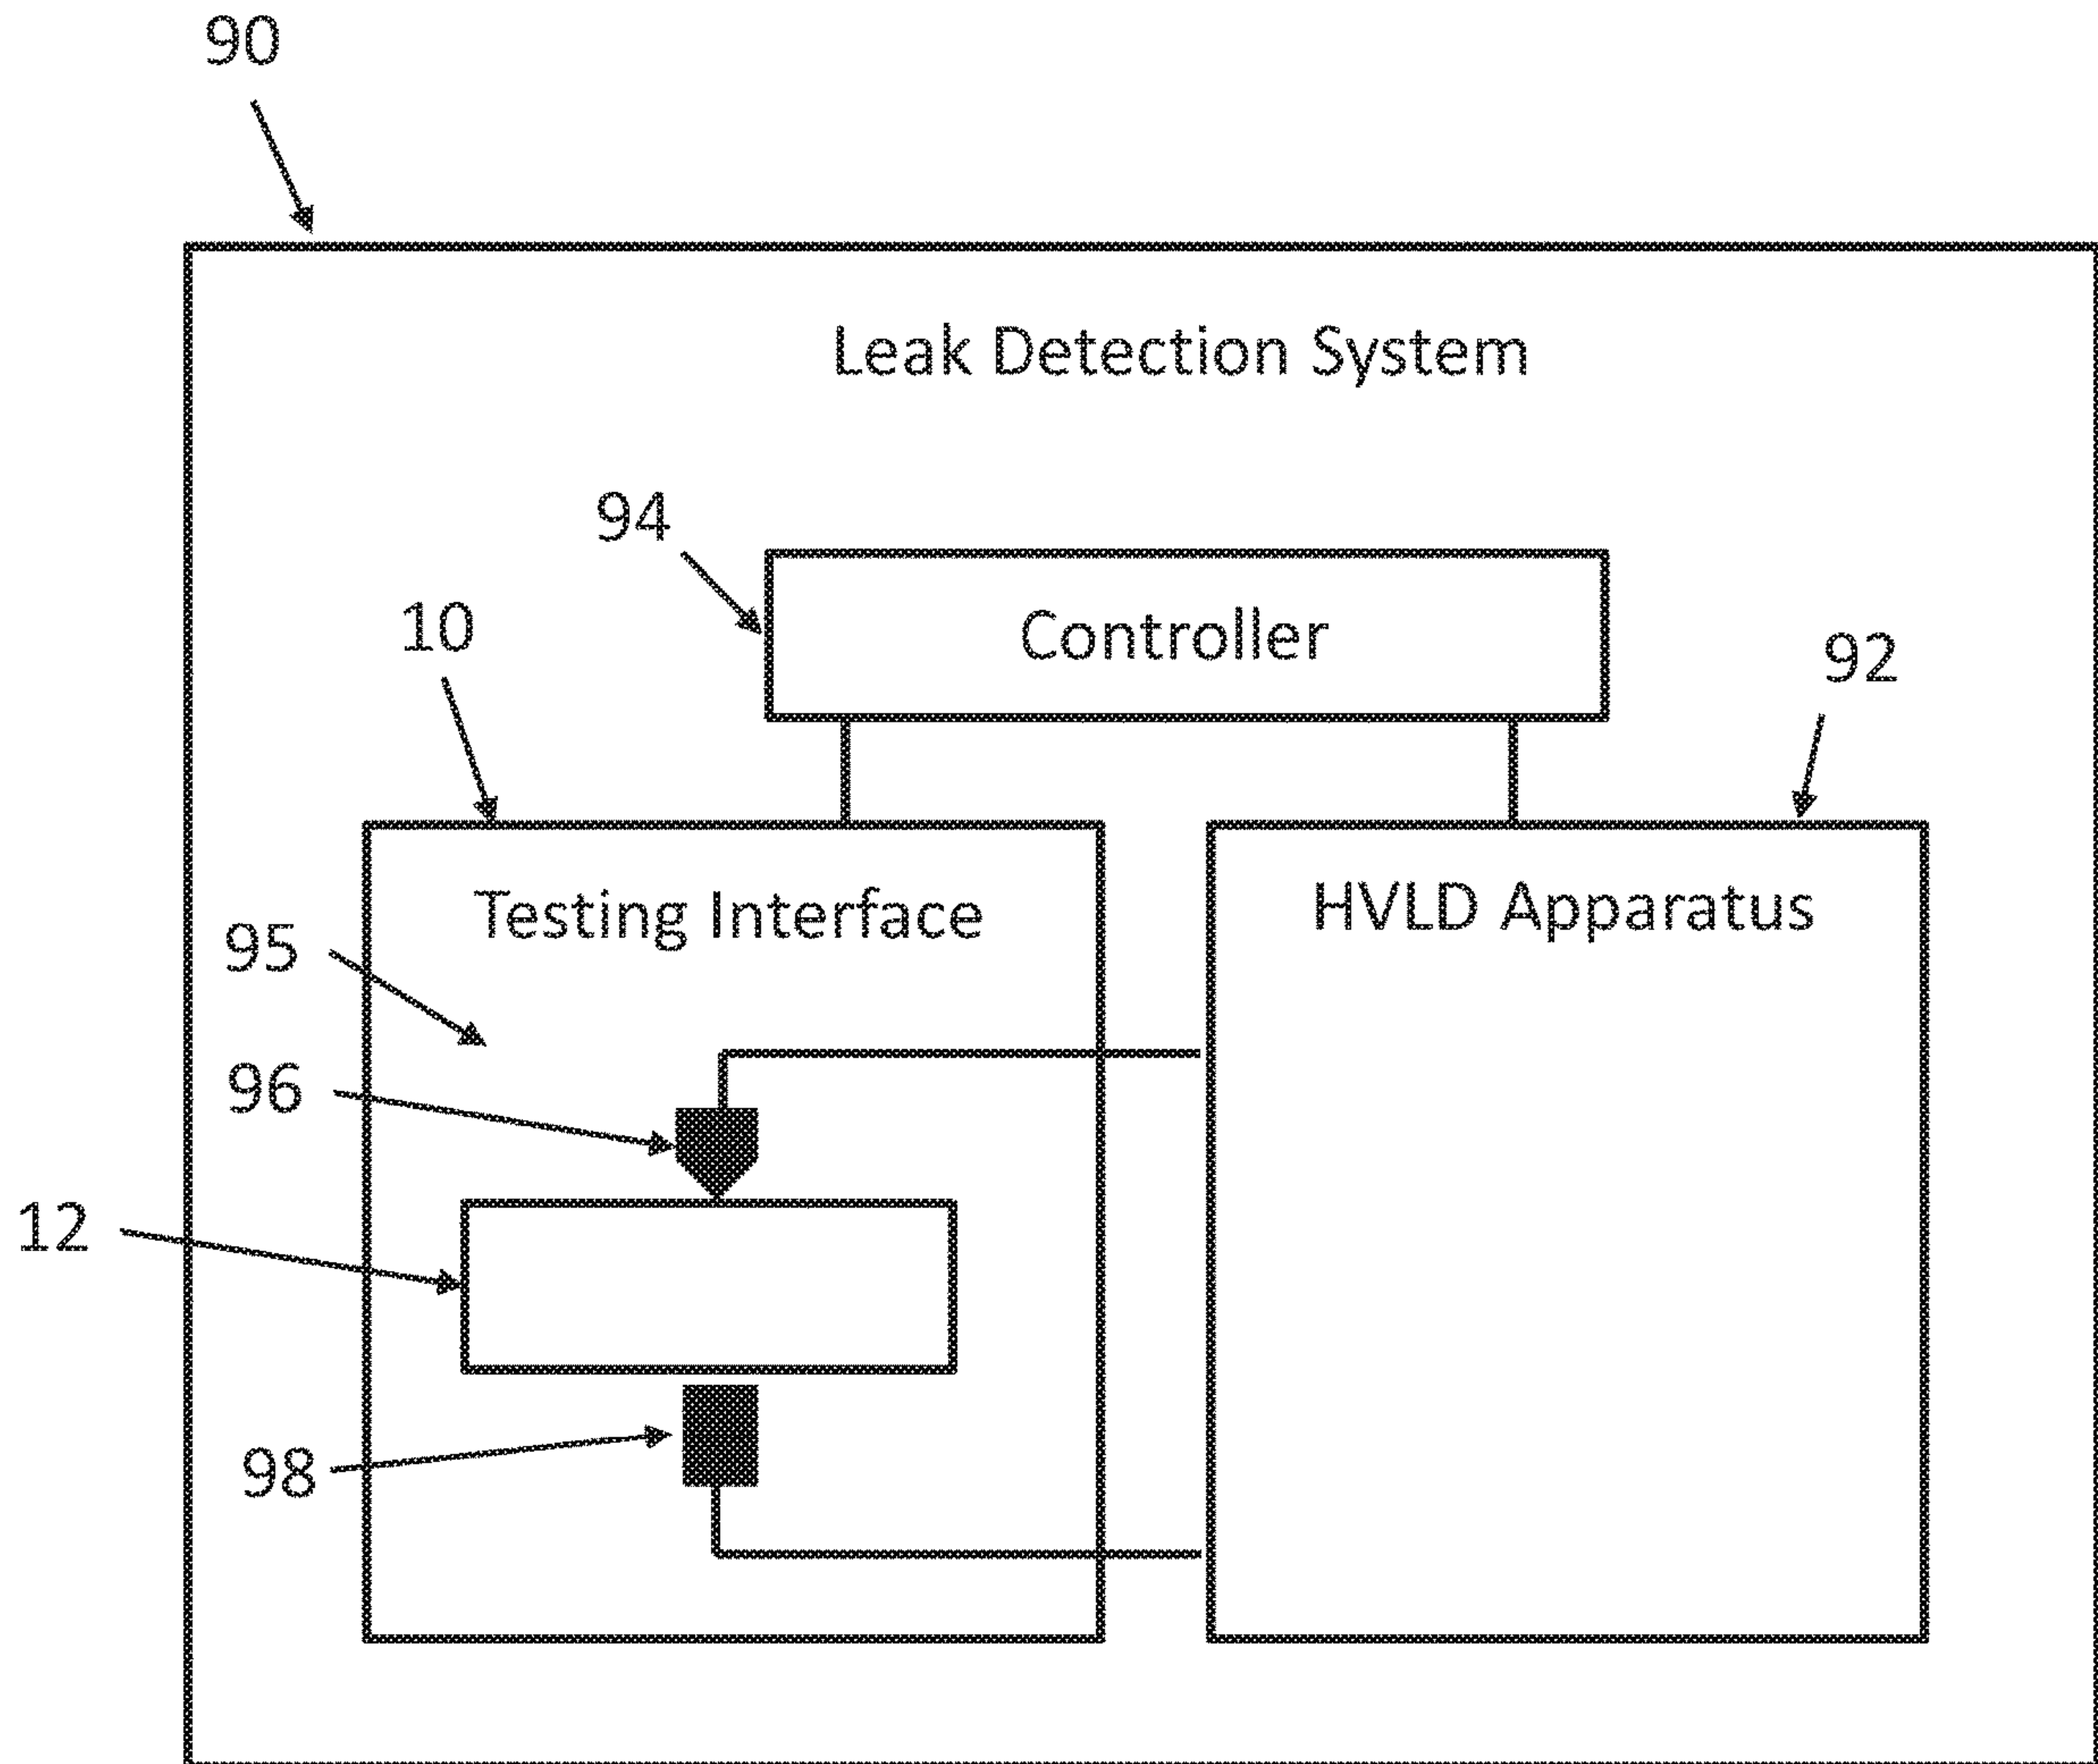 90
Leak Detection System
94
Controller
10
92
Testing Interface
HVLD Apparatus
95
96
12
98